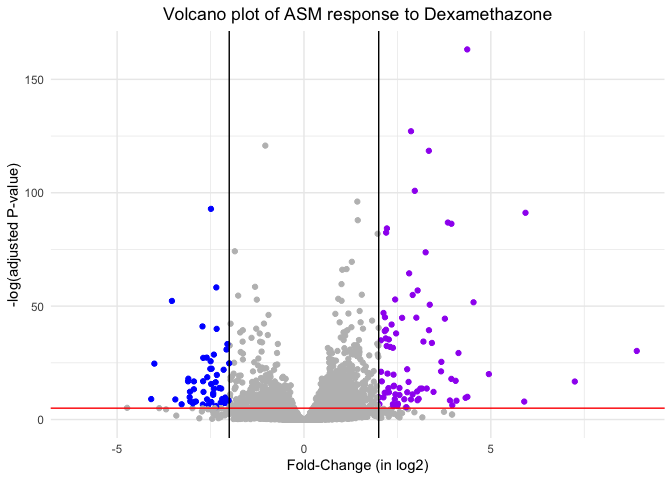 Volcano plot of ASM response to Dexamethazone
-log(adjusted P-value)
150
100
50
0
-5
0
5
Fold-Change (in log2)